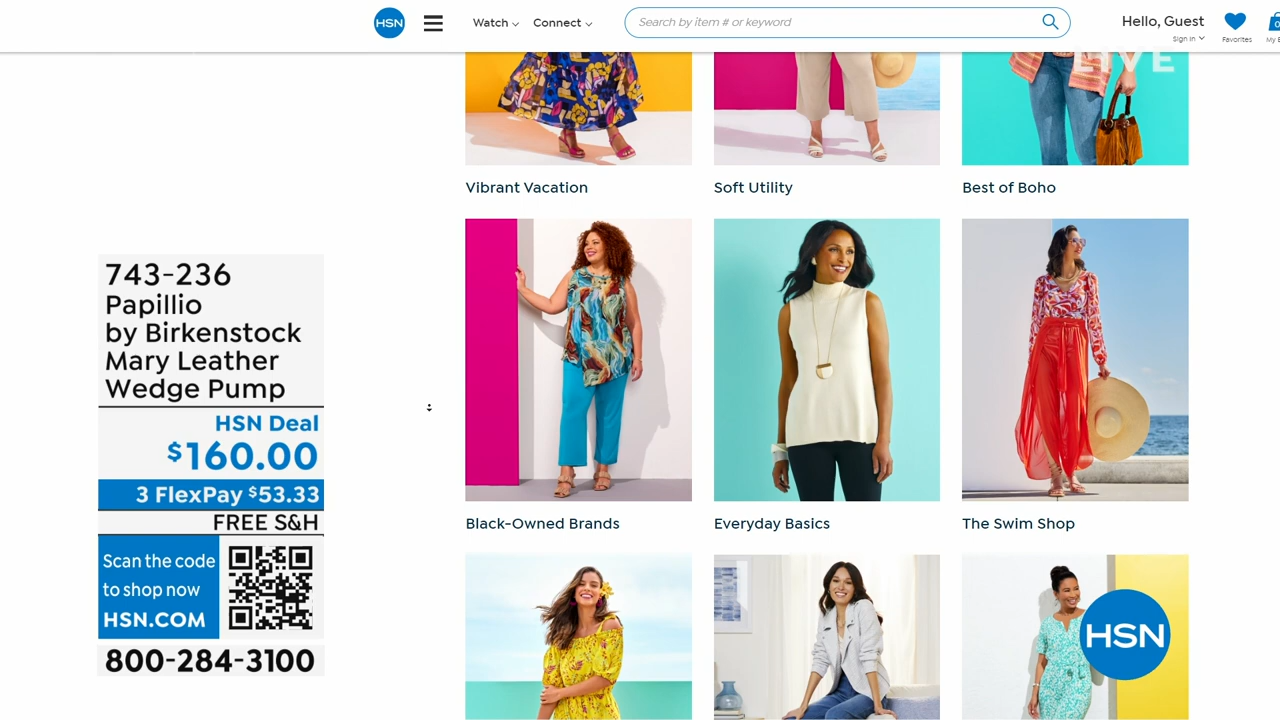 HSN
Watch
Connect
Search by item # or keyword
Hello, Guest
Sign In
Favorites
0
LIVE
Vibrant Vacation
Soft Utility
Best of Boho
743-236
Papillio
by Birkenstock
Mary Leather
Wedge Pump
HSN Deal
$160.00
3 FlexPay $53.33
FREE S&H
Scan the code
to shop now
HSN.COM
800-284-3100
Black-Owned Brands
Everyday Basics
The Swim Shop
HSN